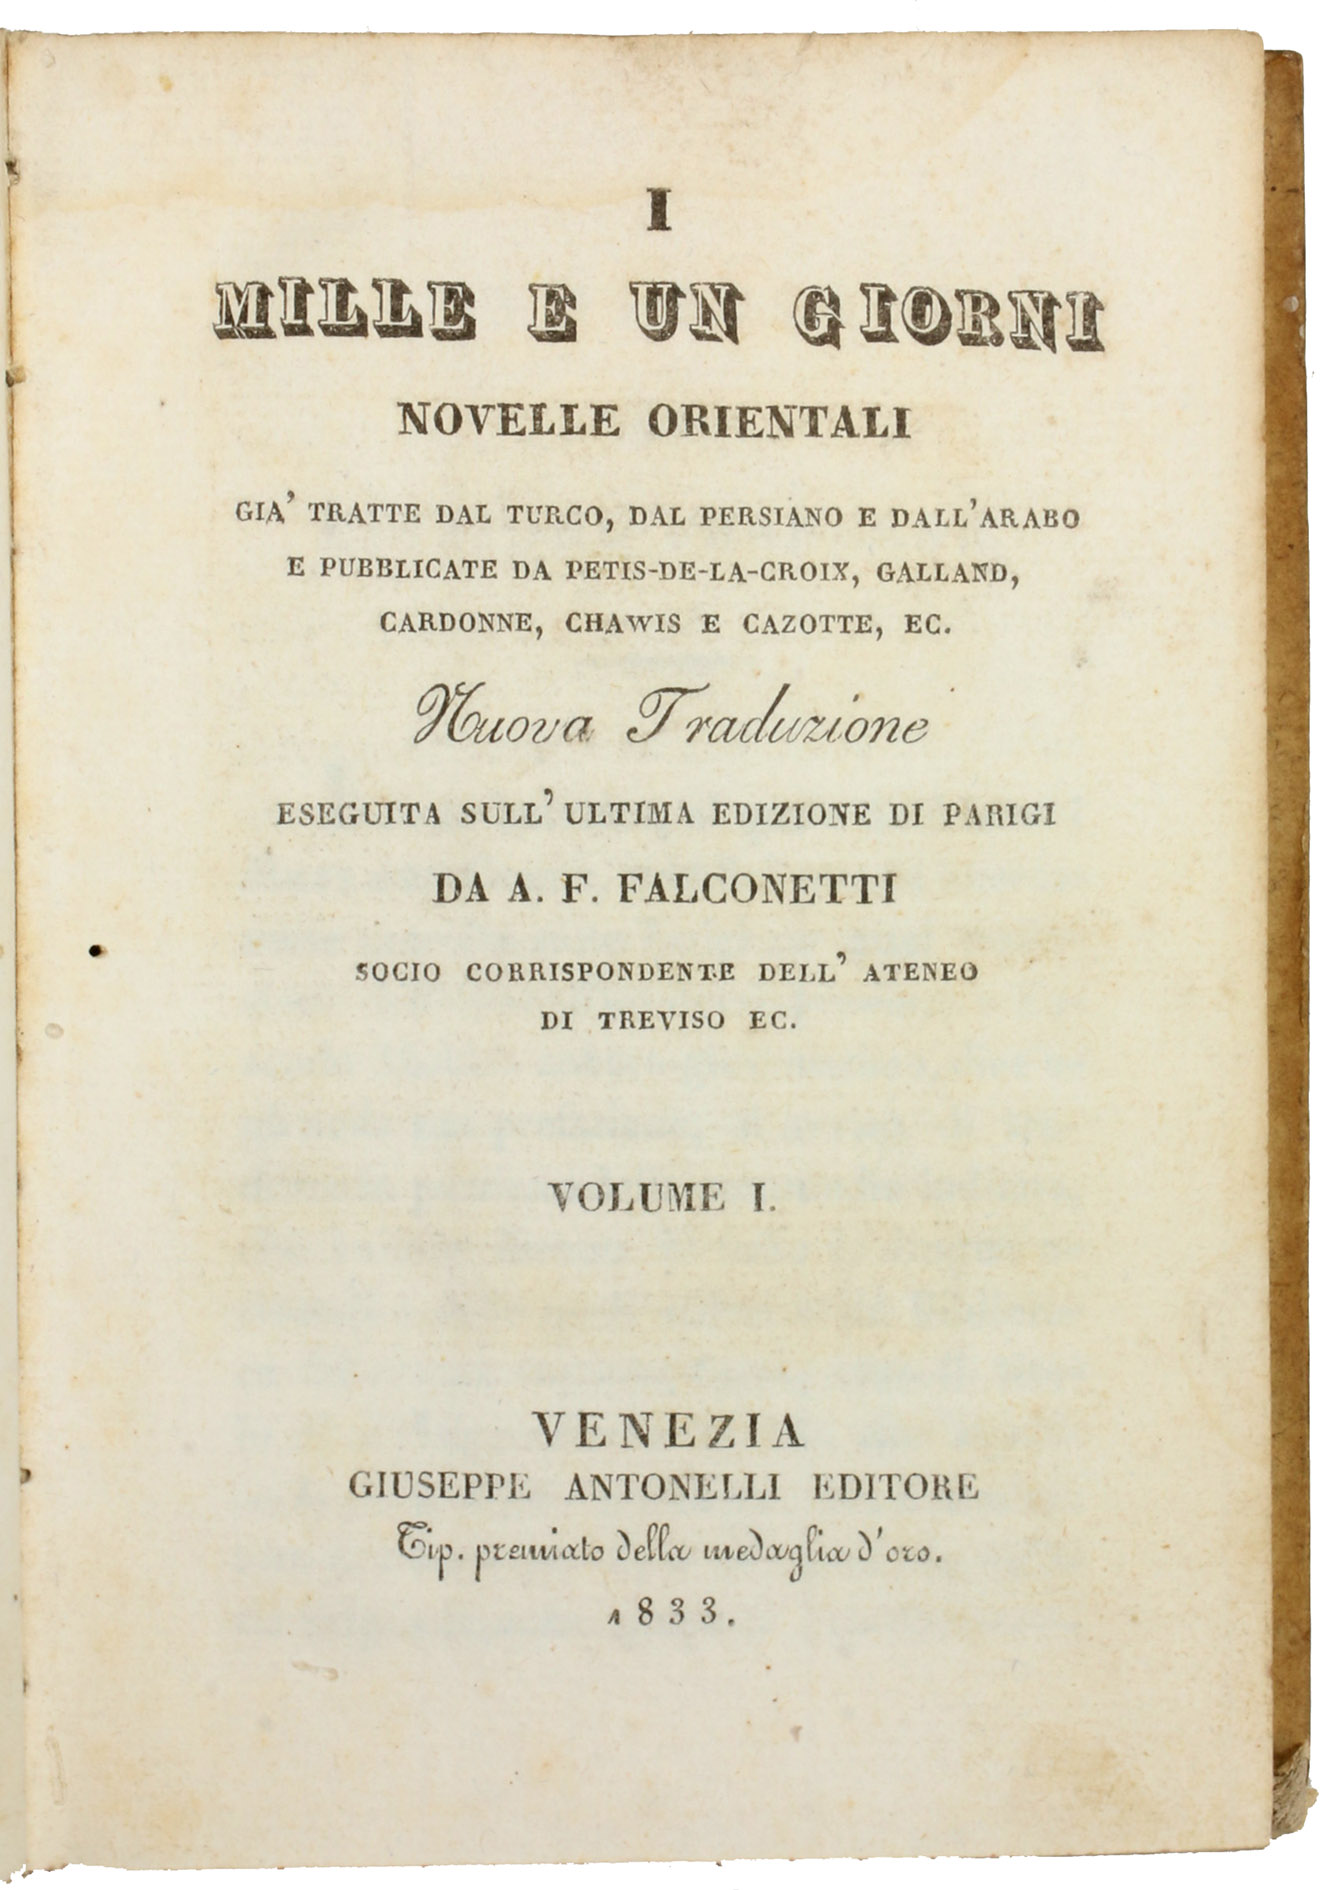 I
MILLE E UN GIORNI
NOVELLE ORIENTALI
GIA' TRATTE DAL TURCO, DAL PERSIANO E DALL'ARABO
E PUBBLICATE DA PETIS-DE-LA-CROIX, GALLAND,
CARDONNE, CHAWIS E CAZOTTE, EC.
Nuova Traduzione
ESEGUITA SULL' ULTIMA EDIZIONE DI PARIGI
DA A. F. FALCONETTI
SOCIO CORRISPONDENTE DELL' ATENEO
DI TREVISO EC.
VOLUME I.
VENEZIA
GIUSEPPE ANTONELLI EDITORE
Tip. premiato della medaglia d'oro.
1833.